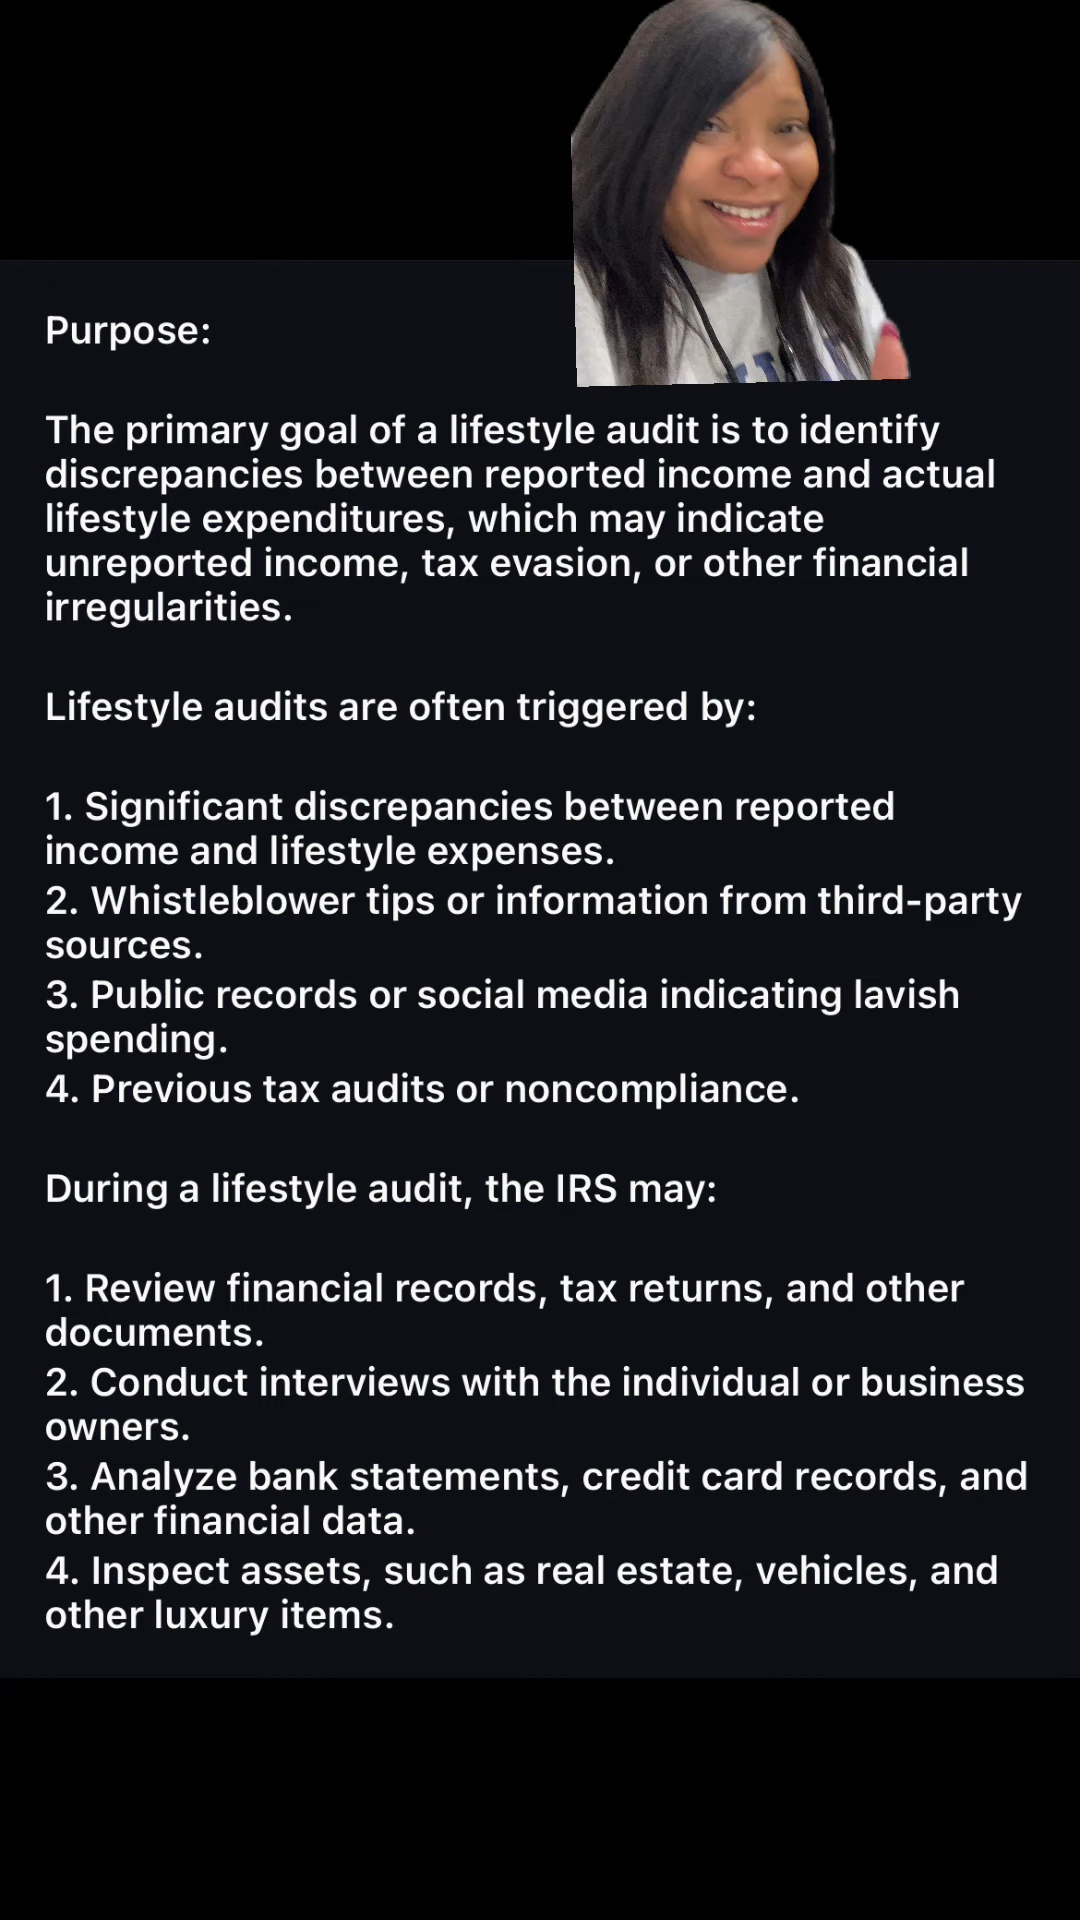 Purpose:
The primary goal of a lifestyle audit is to identify
discrepancies between reported income and actual
lifestyle expenditures, which may indicate
unreported income, tax evasion, or other financial
irregularities.
Lifestyle audits are often triggered by:
1. Significant discrepancies between reported
income and lifestyle expenses.
2. Whistleblower tips or information from third-party
sources.
3. Public records or social media indicating lavish
spending.
4. Previous tax audits or noncompliance.
During a lifestyle audit, the IRS may:
1. Review financial records, tax returns, and other
documents.
2. Conduct interviews with the individual or business
owners.
3. Analyze bank statements, credit card records, and
other financial data.
4. Inspect assets, such as real estate, vehicles, and
other luxury items.